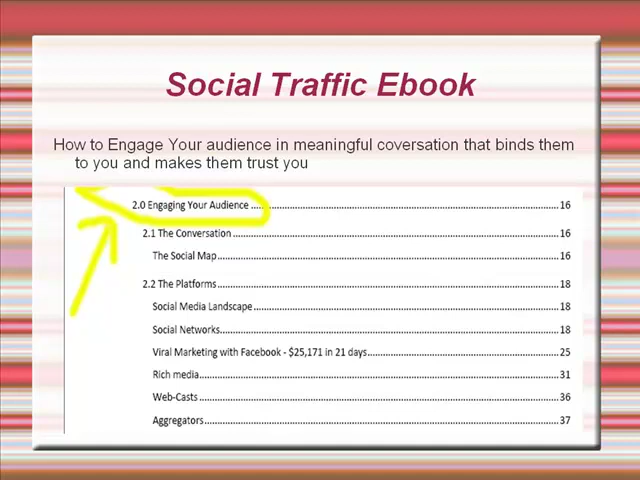 Social Traffic Ebook
How to Engage Your audience in meaningful coversation that binds them
to you and makes them trust you
2.0 Engaging Your Audience ........ 16
2.1 The Conversation ........ 16
The Social Map ........ 16
2.2 The Platforms ........ 18
Social Media Landscape ........ 18
Social Networks ........ 18
Viral Marketing with Facebook - $25,171 in 21 days ........ 25
Rich media ........ 31
Web-Casts ........ 36
Aggregators ........ 37